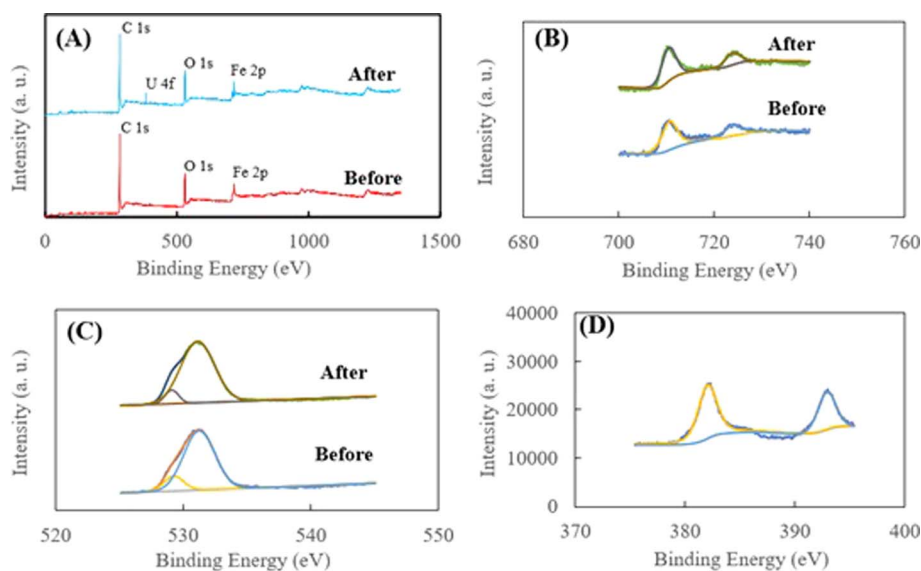 (A)
C 1s
U 4f
O 1s
Fe 2p
After
C 1s
O 1s
Fe 2p
Before
Intensity (a. u.)
0 500 1000 1500
Binding Energy (eV)
(B)
After
Before
Intensity (a. u.)
680 700 720 740 760
Binding Energy (eV)
(C)
After
Before
Intensity (a. u.)
520 530 540 550
Binding Energy (eV)
(D)
40000
30000
20000
10000
0
Intensity (a. u.)
370 380 390 400
Binding Energy (eV)